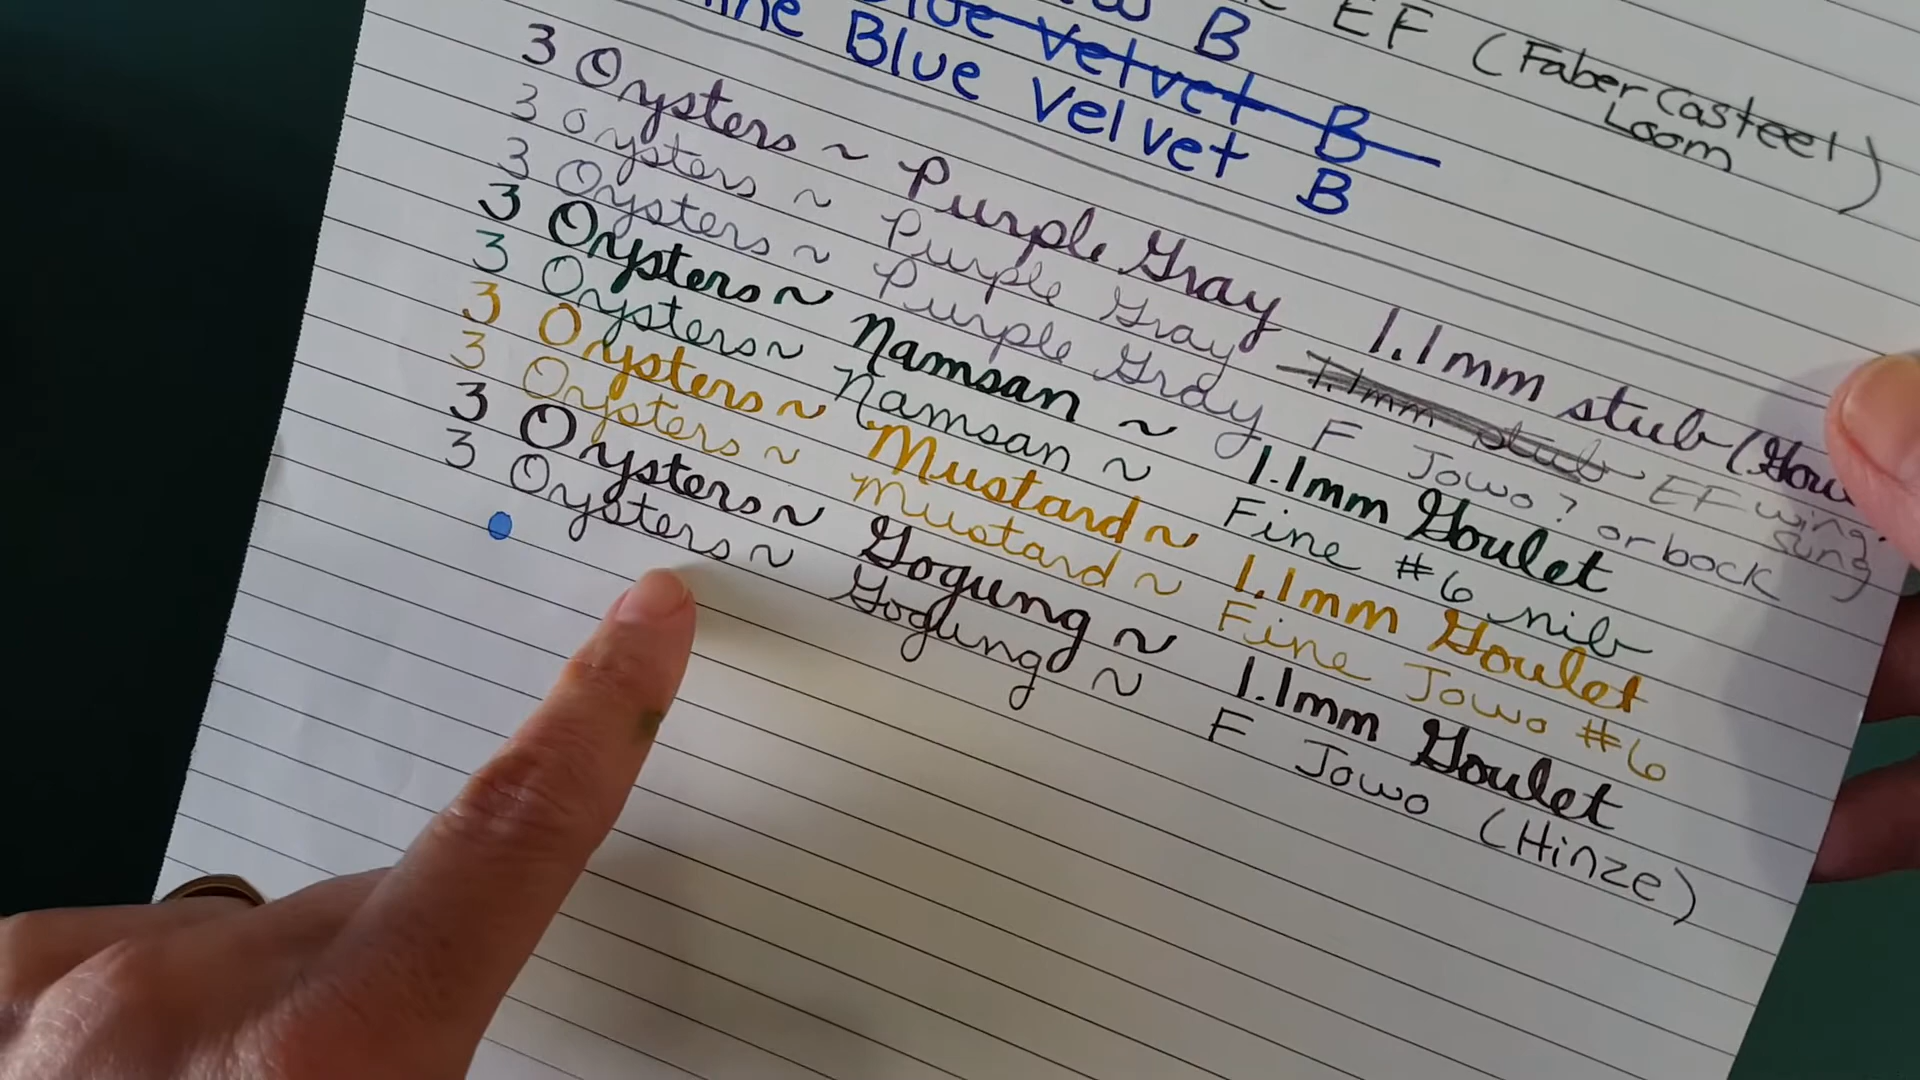 EF (Faber Casteel)
Loom
B
Blue Velvet B
Blue Velvet B
3 Oysters ~ Purple Gray 1.1mm stub (Gou
3 Oysters ~ Purple Gray 1.1mm stub EF wing sung
3 Oysters ~ Purple Gray F Jowo? or bock
3 Oysters ~ Namsan ~ 1.1mm Goulet
3 Oysters ~ Namsan ~ Fine #6 nib
3 Oysters ~ Mustard ~ 1.1mm Goulet
3 Oysters ~ Mustard ~ Fine Jowo #6
3 Oysters ~ Gogung ~ 1.1mm Goulet
3 Oysters ~ Gogung ~ F Jowo (Hinze)